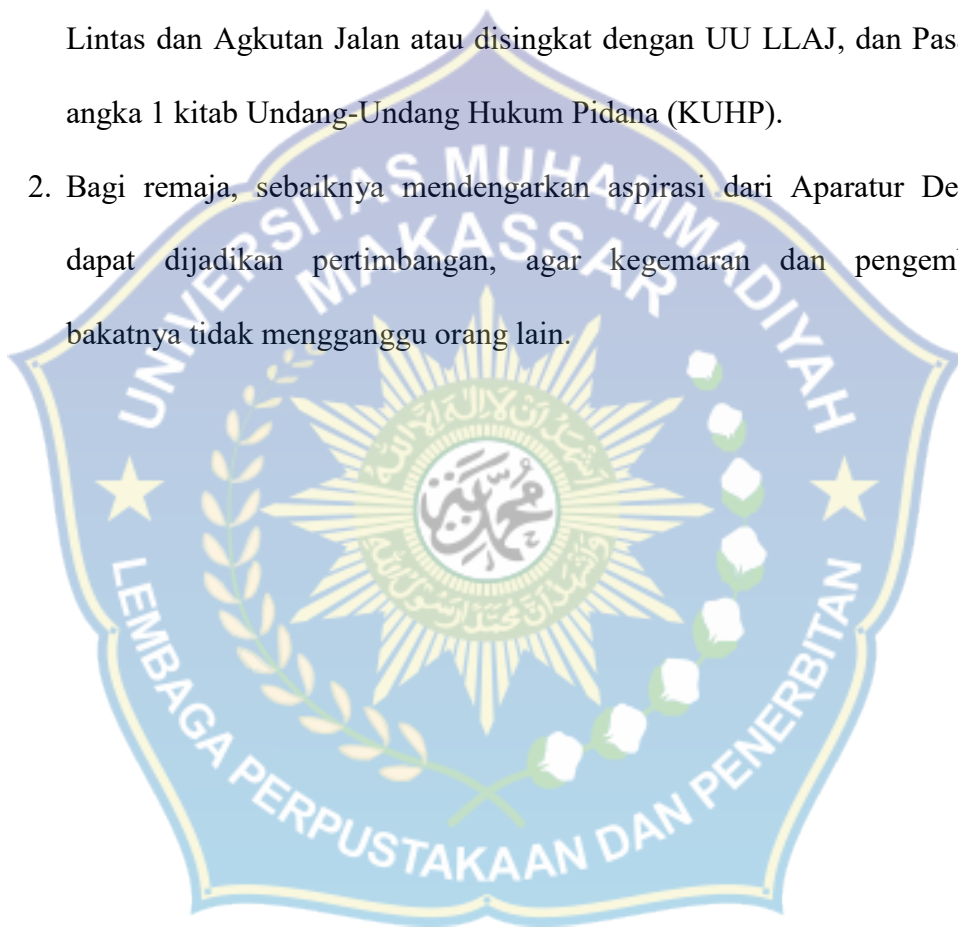 Lintas dan Agkutan Jalan atau disingkat dengan UU LLAJ, dan Pas
angka 1 kitab Undang-Undang Hukum Pidana (KUHP).
2. Bagi remaja, sebaiknya mendengarkan aspirasi dari Aparatur De
dapat dijadikan pertimbangan, agar kegemaran dan pengem
bakatnya tidak mengganggu orang lain.
UNIVERSITAS MUHAMMADIYAH
MAKASSAR
محمدية
LEMBAGA PERPUSTAKAAN DAN PENERBITAN